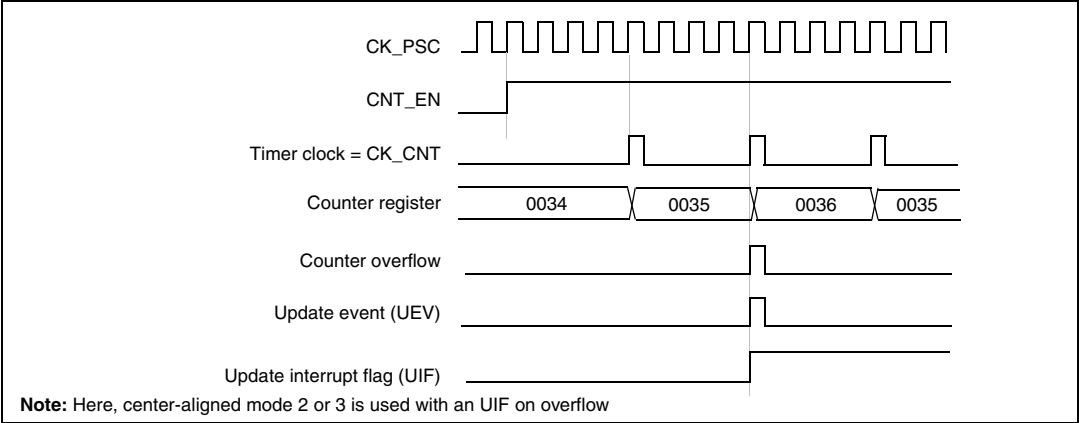 CK_PSC
CNT_EN
Timer clock = CK_CNT
Counter register 0034 0035 0036 0035
Counter overflow
Update event (UEV)
Update interrupt flag (UIF)
Note: Here, center-aligned mode 2 or 3 is used with an UIF on overflow